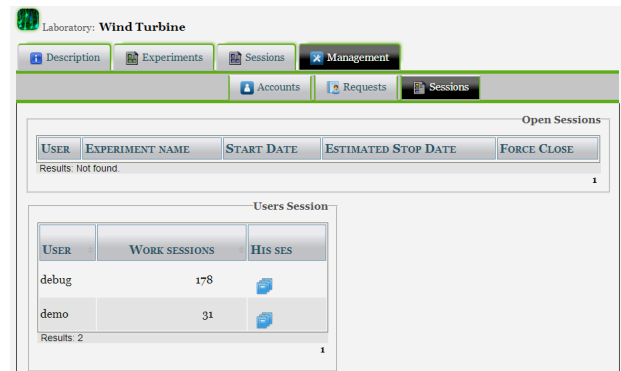 Laboratory: Wind Turbine
Description Experiments Sessions Management
Accounts Requests Sessions
Open Sessions
User Experiment name Start Date Estimated Stop Date Force Close
Results: Not found.
1
Users Session
User Work sessions His ses
debug 178
demo 31
Results: 2
1